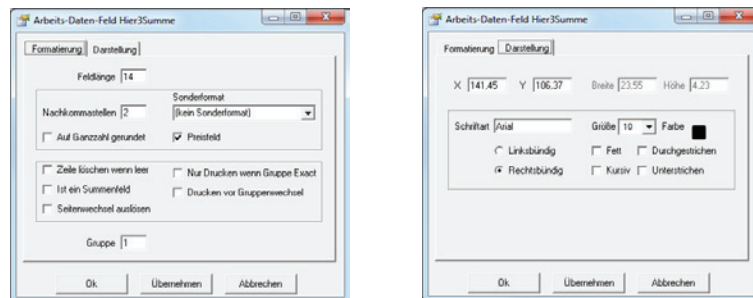 Arbeits-Daten-Feld Hier3Summe
Formatierung Darstellung
Feldlänge 14
Sonderformat
Nachkommastellen 2 (kein Sonderformat)
Auf Ganzzahl gerundet Preisfeld
Zeile löschen wenn leer Nur Drucken wenn Gruppe Exact
Ist ein Summenfeld Drucken vor Gruppenwechsel
Seitenwechsel auslösen
Gruppe 1
Ok Übernehmen Abbrechen
Arbeits-Daten-Feld Hier3Summe
Formatierung Darstellung
X 141.45 Y 106.37 Breite 23.55 Höhe 4.23
Schriftart Arial Größe 10 Farbe
Linksbündig Fett Durchgestrichen
Rechtsbündig Kursiv Unterstrichen
Ok Übernehmen Abbrechen